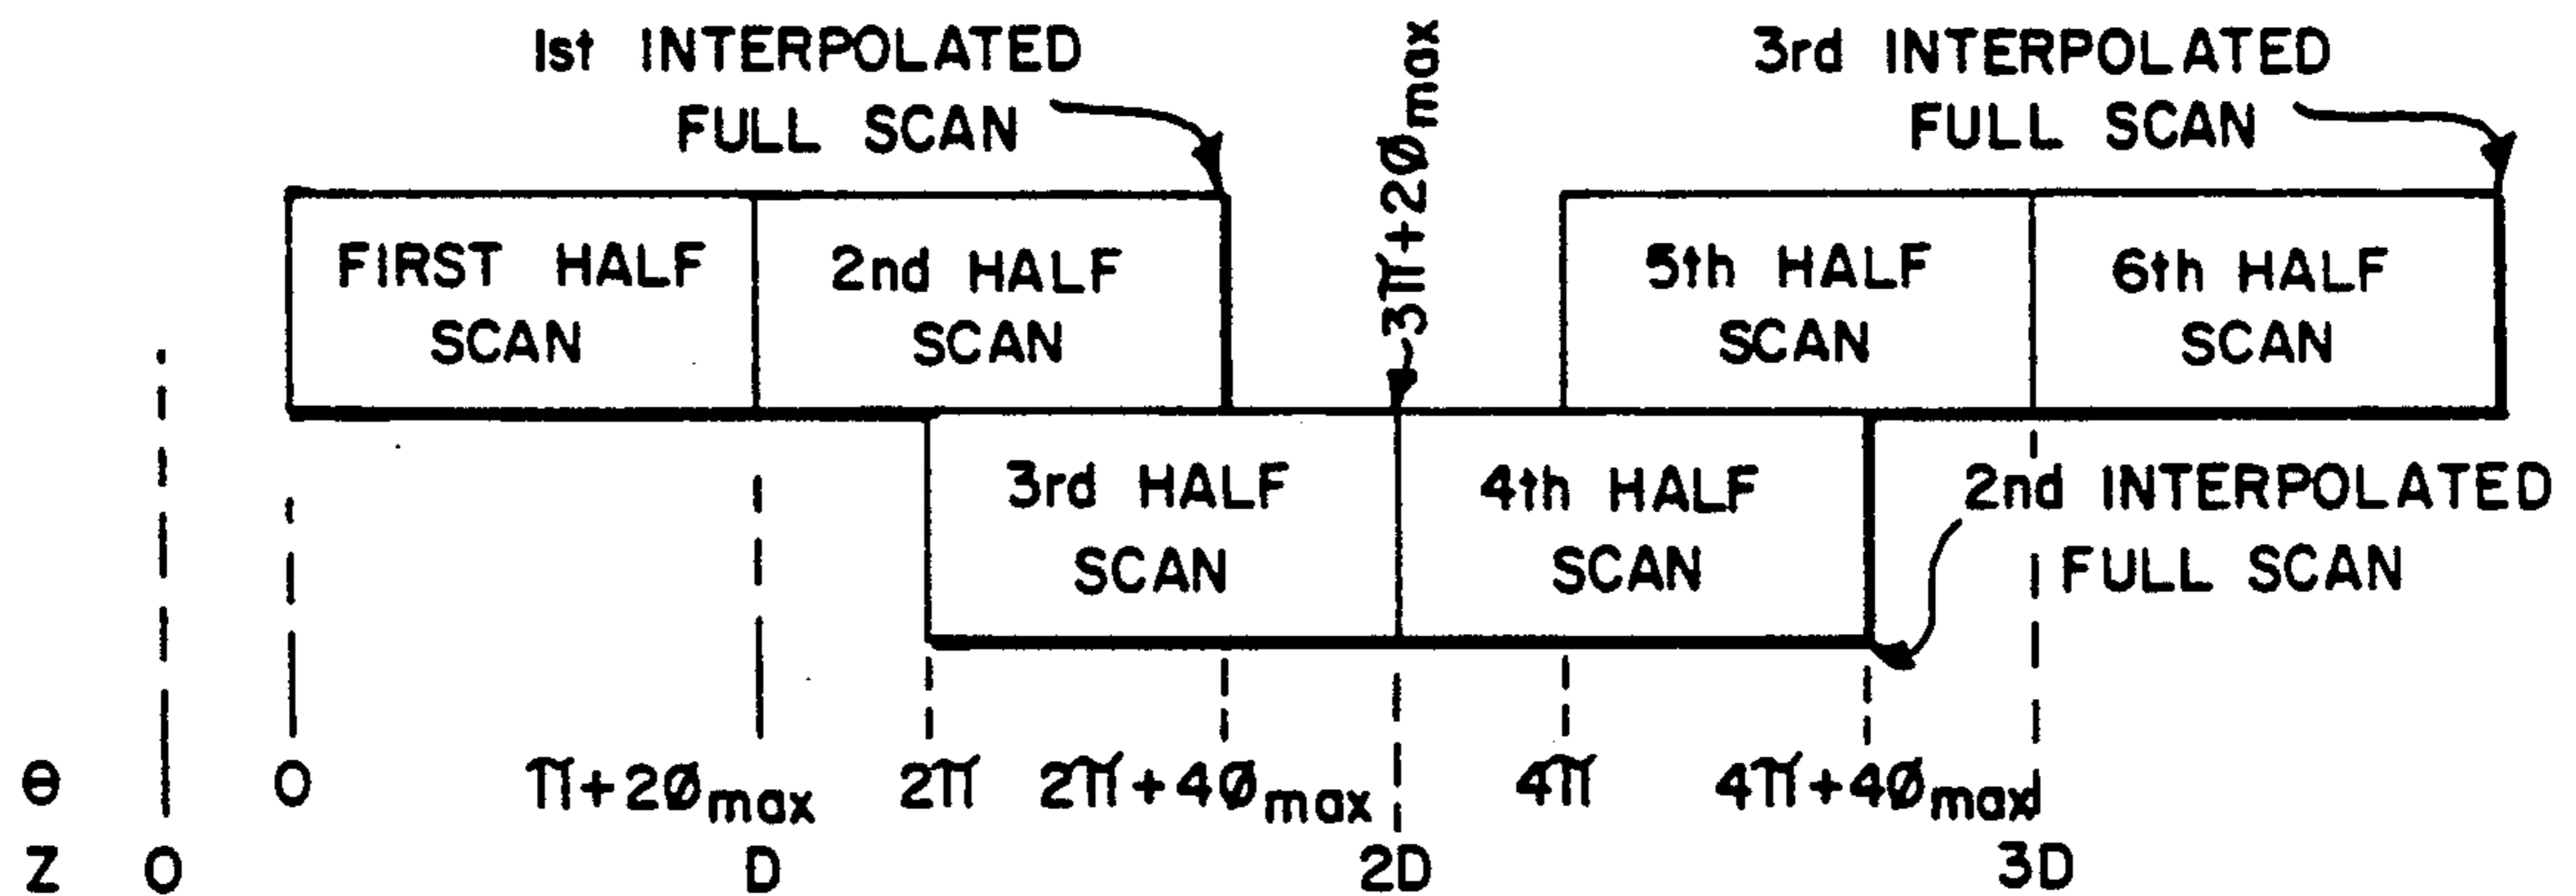 1st INTERPOLATED
FULL SCAN
3π+2Ømax
3rd INTERPOLATED
FULL SCAN
FIRST HALF
SCAN
2nd HALF
SCAN
5th HALF
SCAN
6th HALF
SCAN
3rd HALF
SCAN
4th HALF
SCAN
2nd INTERPOLATED
FULL SCAN
θ 0 π+2Ømax 2π 2π+4Ømax 4π 4π+4Ømax
Z 0 D 2D 3D